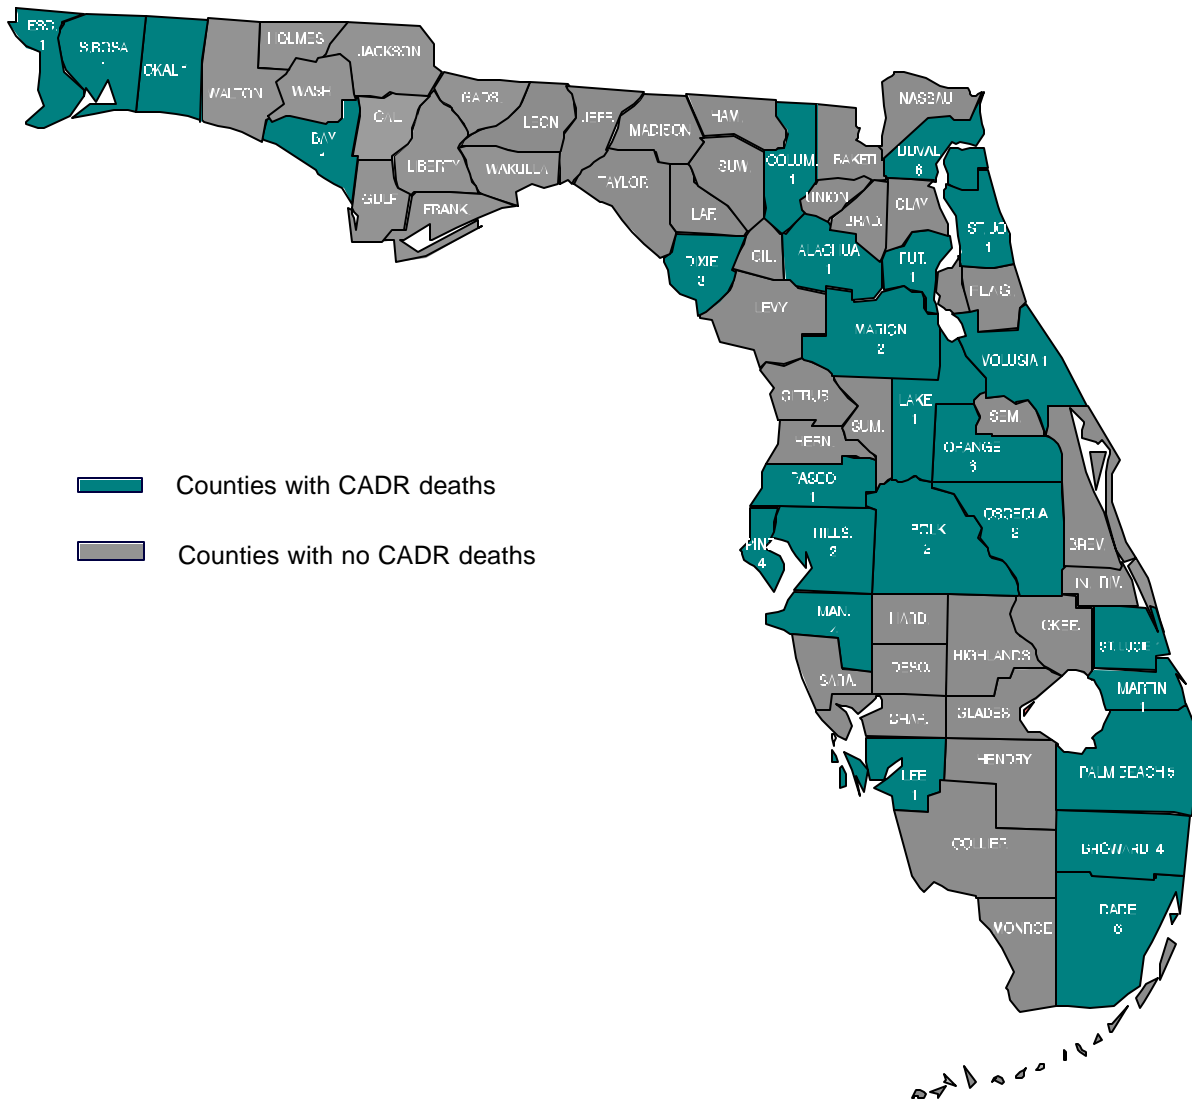 ESC.
1
S.ROSA
1
OKAL 1
WALTON
HOLMES
WASH
JACKSON
BAY
CAL
GULF
LIBERTY
GADS.
LEON
WAKULLA
FRANK
JEFF.
MADISON
TAYLOR
HAM.
SUW
LAF.
DIXIE
COLUM.
1
BAKER
NASSAU
DUVAL
6
UNION
BRAD.
CLAY
ST.JO
1
ALACHUA
1
PUT.
1
GIL.
LEVY
FLAG.
MARION
2
VOLUSIA 1
CITRUS
SUM.
LAKE
1
SEM.
HERN.
ORANGE
PASCO
1
Counties with CADR deaths
PIN
4
HILLS.
2
POLK
2
OSCEOLA
2
BREV.
Counties with no CADR deaths
IN. RIV.
MAN.
HARD.
HIGHLANDS
OKEE.
ST.LUCIE
SARA.
DESO.
MARTIN
1
CHAR.
GLADES
LEE
1
HENDRY
PALM BEACH
COLLIER
BROWARD 4
DADE
6
MONROE